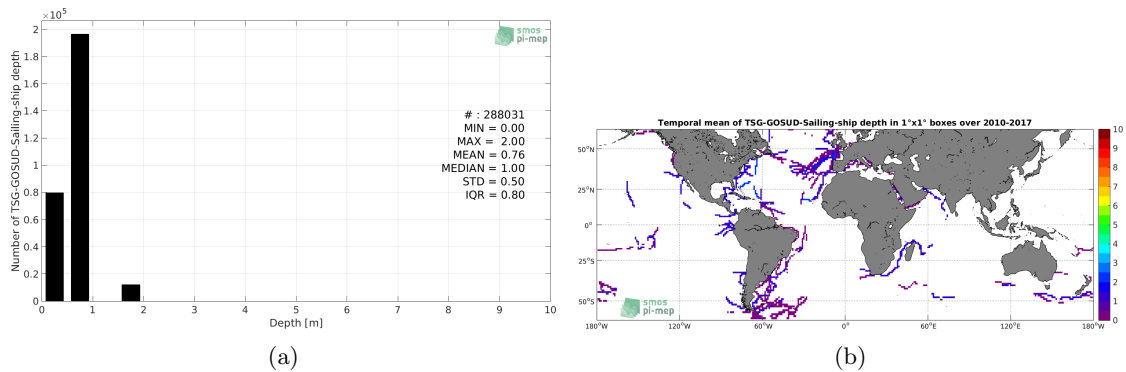 ×10⁵
2
1.8
1.6
1.4
1.2
1
0.8
0.6
0.4
0.2
0
Number of TSG-GOSUD-Sailing-ship depth
smos
pi-mep
# : 288031
MIN = 0.00
MAX = 2.00
MEAN = 0.76
MEDIAN = 1.00
STD = 0.50
IQR = 0.80
0 1 2 3 4 5 6 7 8 9 10
Depth [m]
(a)
Temporal mean of TSG-GOSUD-Sailing-ship depth in 1°x1° boxes over 2010-2017
50°N
25°N
0°
25°S
50°S
smos
pi-mep
180°W 120°W 60°W 0° 60°E 120°E 180°W
10
9
8
7
6
5
4
3
2
1
0
(b)